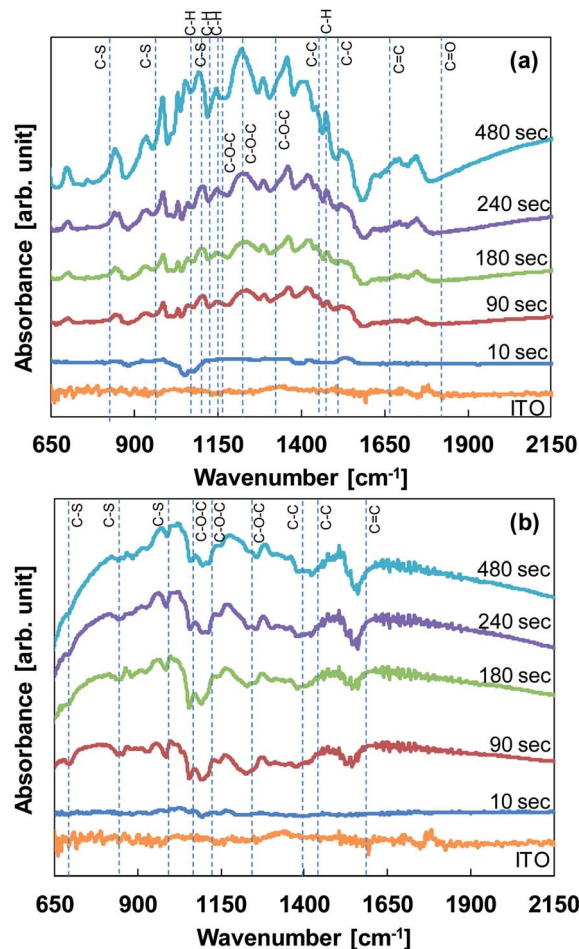 C-S
C-S
C-H
C-S
C-H
C-H
C-O-C
C-O-C
C-O-C
C-C
C-H
C-C
C=C
C=O
(a)
480 sec
240 sec
180 sec
90 sec
10 sec
ITO
Absorbance [arb. unit]
650 900 1150 1400 1650 1900 2150
Wavenumber [cm-1]
C-S
C-S
C-S
C-O-C
C-O-C
C-O-C
C-C
C-C
C=C
(b)
480 sec
240 sec
180 sec
90 sec
10 sec
ITO
Absorbance [arb. unit]
650 900 1150 1400 1650 1900 2150
Wavenumber [cm-1]